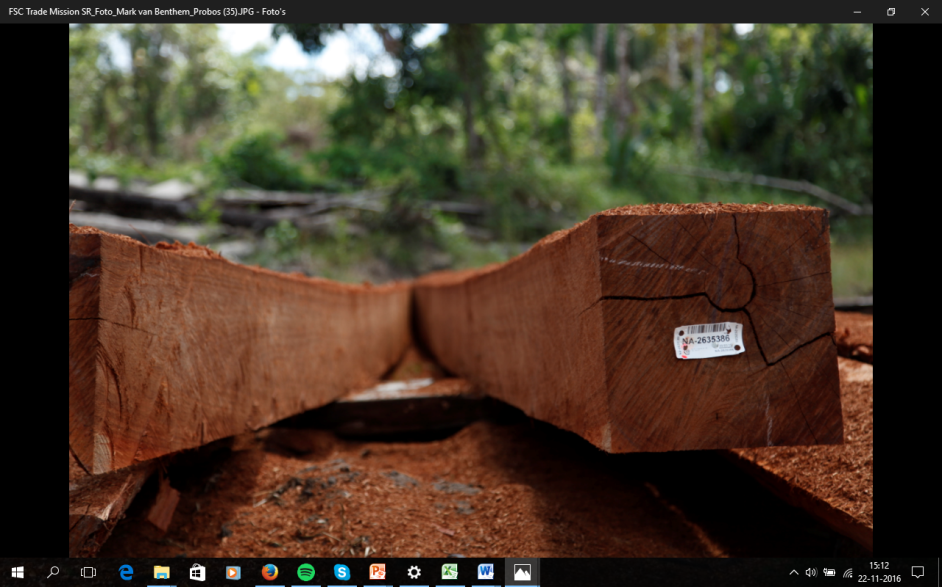 FSC Trade Mission SR_Foto_Mark van Benthem_Probos (35).JPG - Foto's
NA-2635386
15:12
22-11-2016